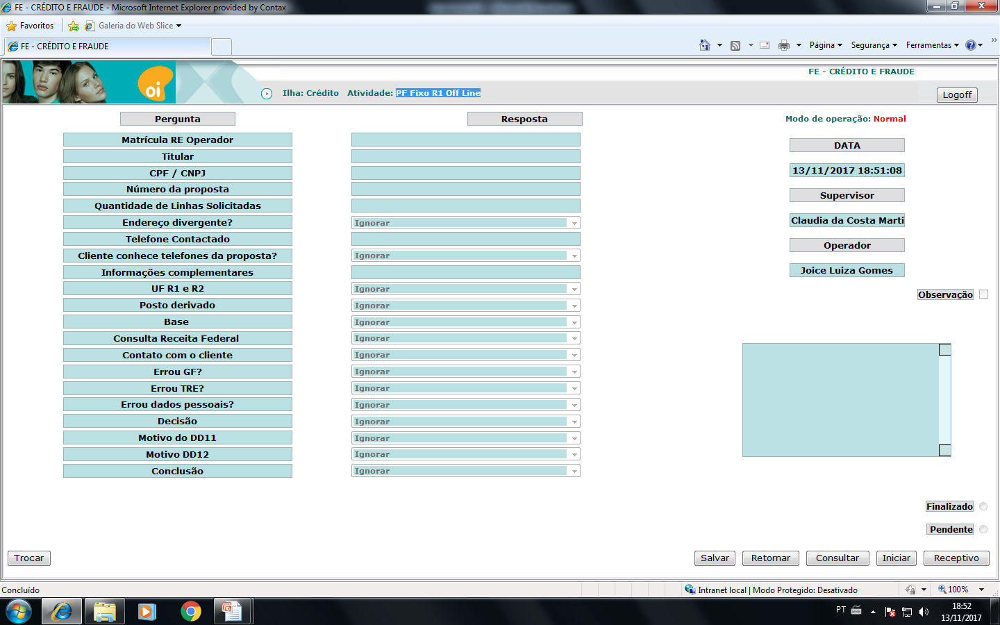 FE - CRÉDITO E FRAUDE - Microsoft Internet Explorer provided by Contax
Favoritos
Galeria do Web Slice
FE - CRÉDITO E FRAUDE
Página
Segurança
Ferramentas
oi
FE - CRÉDITO E FRAUDE
Ilha: Crédito Atividade: PF Fixo R1 Off Line
Logoff
Pergunta
Resposta
Modo de operação: Normal
Matrícula RE Operador
Titular
CPF / CNPJ
Número da proposta
Quantidade de Linhas Solicitadas
Endereço divergente? Ignorar
Telefone Contactado
Cliente conhece telefones da proposta? Ignorar
Informações complementares
UF R1 e R2 Ignorar
Posto derivado Ignorar
Base Ignorar
Consulta Receita Federal Ignorar
Contato com o cliente Ignorar
Errou GF? Ignorar
Errou TRE? Ignorar
Errou dados pessoais? Ignorar
Decisão Ignorar
Motivo do DD11 Ignorar
Motivo DD12 Ignorar
Conclusão Ignorar
DATA
13/11/2017 18:51:08
Supervisor
Claudia da Costa Marti
Operador
Joice Luiza Gomes
Observação
Finalizado
Pendente
Trocar
Salvar
Retornar
Consultar
Iniciar
Receptivo
Concluído
Intranet local | Modo Protegido: Desativado
100%
PT
18:52
13/11/2017